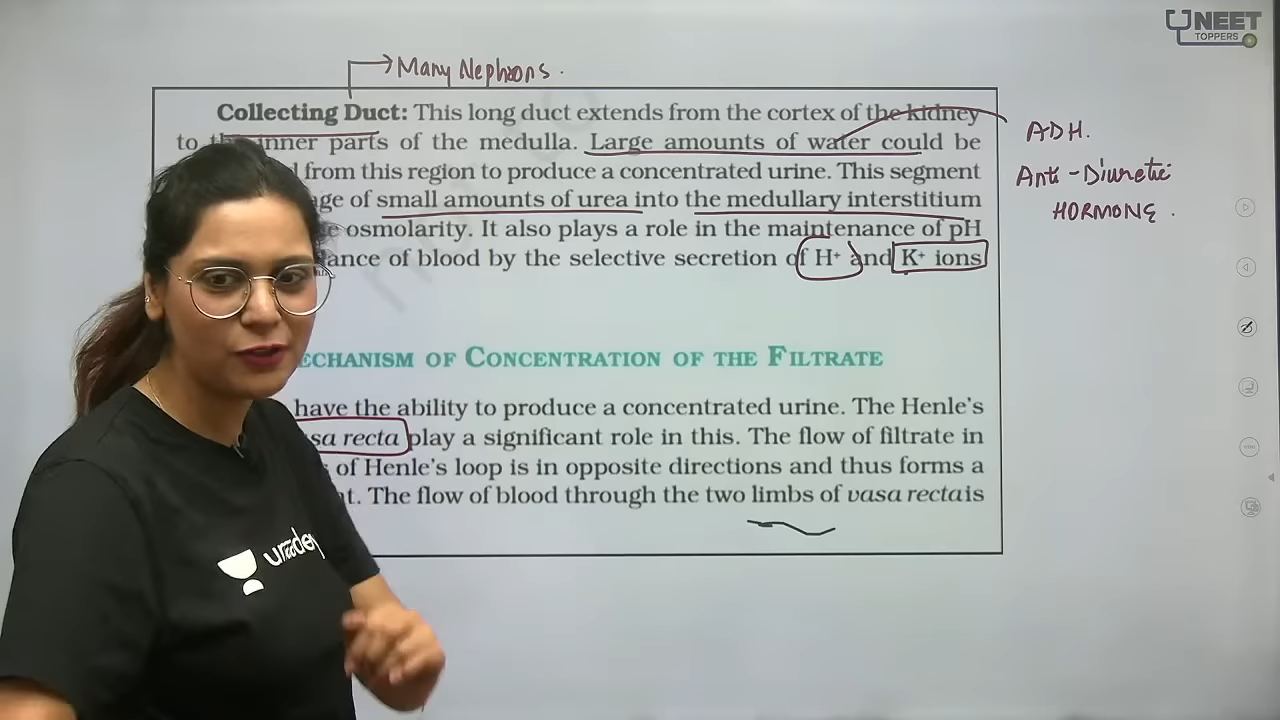 NEET
TOPPERS
Many Nephrons.
Collecting Duct: This long duct extends from the cortex of the kidney
to the inner parts of the medulla. Large amounts of water could be
from this region to produce a concentrated urine. This segment
ge of small amounts of urea into the medullary interstitium
osmolarity. It also plays a role in the maintenance of pH
ance of blood by the selective secretion of H+ and K+ ions
ADH.
Anti-Diuretic
HORMONE.
ECHANISM OF CONCENTRATION OF THE FILTRATE
have the ability to produce a concentrated urine. The Henle's
sa recta play a significant role in this. The flow of filtrate in
of Henle's loop is in opposite directions and thus forms a
nt. The flow of blood through the two limbs of vasa recta is